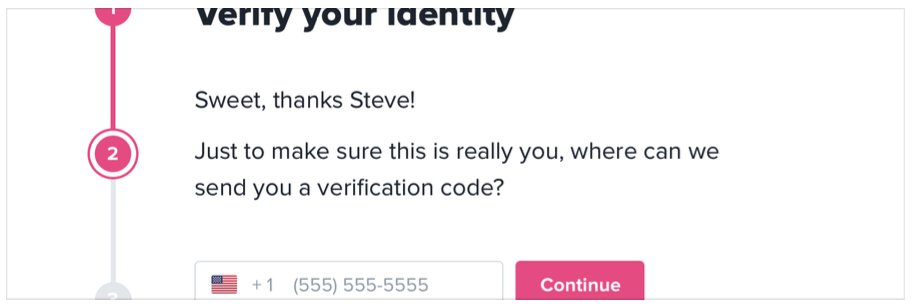 1
Verify your identity
Sweet, thanks Steve!
2
Just to make sure this is really you, where can we
send you a verification code?
3
+1 (555) 555-5555 Continue